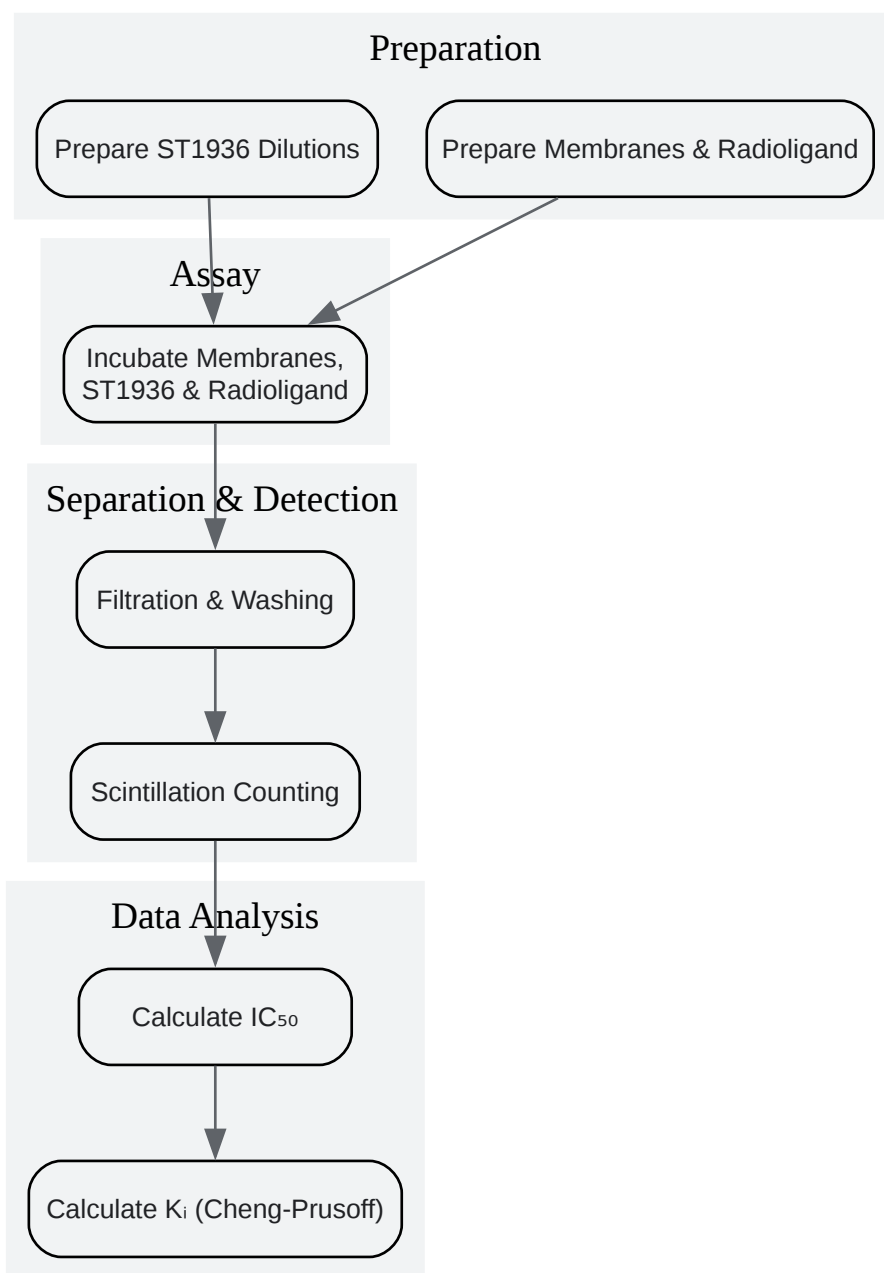 Preparation
Prepare ST1936 Dilutions
Prepare Membranes & Radioligand
Assay
Incubate Membranes,
ST1936 & Radioligand
Separation & Detection
Filtration & Washing
Scintillation Counting
Data Analysis
Calculate IC₅₀
Calculate Kᵢ (Cheng-Prusoff)